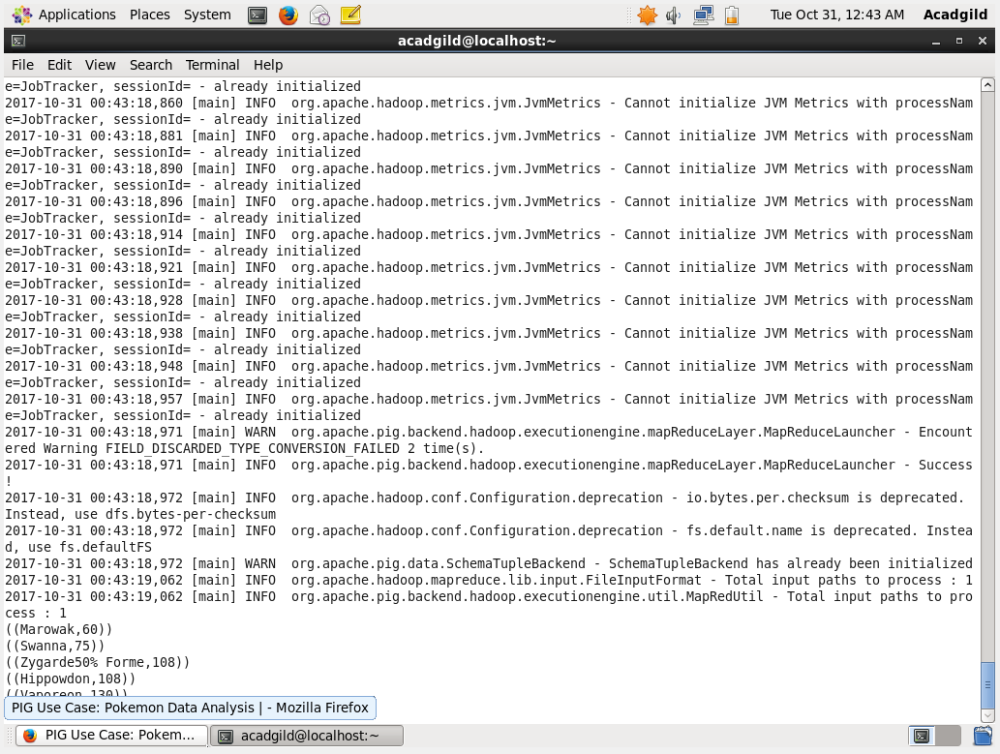 Applications Places System Tue Oct 31, 12:43 AM Acadgild
acadgild@localhost:~
File Edit View Search Terminal Help
e=JobTracker, sessionId= - already initialized
2017-10-31 00:43:18,860 [main] INFO  org.apache.hadoop.metrics.jvm.JvmMetrics - Cannot initialize JVM Metrics with processNam
e=JobTracker, sessionId= - already initialized
2017-10-31 00:43:18,881 [main] INFO  org.apache.hadoop.metrics.jvm.JvmMetrics - Cannot initialize JVM Metrics with processNam
e=JobTracker, sessionId= - already initialized
2017-10-31 00:43:18,890 [main] INFO  org.apache.hadoop.metrics.jvm.JvmMetrics - Cannot initialize JVM Metrics with processNam
e=JobTracker, sessionId= - already initialized
2017-10-31 00:43:18,896 [main] INFO  org.apache.hadoop.metrics.jvm.JvmMetrics - Cannot initialize JVM Metrics with processNam
e=JobTracker, sessionId= - already initialized
2017-10-31 00:43:18,914 [main] INFO  org.apache.hadoop.metrics.jvm.JvmMetrics - Cannot initialize JVM Metrics with processNam
e=JobTracker, sessionId= - already initialized
2017-10-31 00:43:18,921 [main] INFO  org.apache.hadoop.metrics.jvm.JvmMetrics - Cannot initialize JVM Metrics with processNam
e=JobTracker, sessionId= - already initialized
2017-10-31 00:43:18,928 [main] INFO  org.apache.hadoop.metrics.jvm.JvmMetrics - Cannot initialize JVM Metrics with processNam
e=JobTracker, sessionId= - already initialized
2017-10-31 00:43:18,938 [main] INFO  org.apache.hadoop.metrics.jvm.JvmMetrics - Cannot initialize JVM Metrics with processNam
e=JobTracker, sessionId= - already initialized
2017-10-31 00:43:18,948 [main] INFO  org.apache.hadoop.metrics.jvm.JvmMetrics - Cannot initialize JVM Metrics with processNam
e=JobTracker, sessionId= - already initialized
2017-10-31 00:43:18,957 [main] INFO  org.apache.hadoop.metrics.jvm.JvmMetrics - Cannot initialize JVM Metrics with processNam
e=JobTracker, sessionId= - already initialized
2017-10-31 00:43:18,971 [main] WARN  org.apache.pig.backend.hadoop.executionengine.mapReduceLayer.MapReduceLauncher - Encount
ered Warning FIELD_DISCARDED_TYPE_CONVERSION_FAILED 2 time(s).
2017-10-31 00:43:18,971 [main] INFO  org.apache.pig.backend.hadoop.executionengine.mapReduceLayer.MapReduceLauncher - Success
!
2017-10-31 00:43:18,972 [main] INFO  org.apache.hadoop.conf.Configuration.deprecation - io.bytes.per.checksum is deprecated.
Instead, use dfs.bytes-per-checksum
2017-10-31 00:43:18,972 [main] INFO  org.apache.hadoop.conf.Configuration.deprecation - fs.default.name is deprecated. Instea
d, use fs.defaultFS
2017-10-31 00:43:18,972 [main] WARN  org.apache.pig.data.SchemaTupleBackend - SchemaTupleBackend has already been initialized
2017-10-31 00:43:19,062 [main] INFO  org.apache.hadoop.mapreduce.lib.input.FileInputFormat - Total input paths to process : 1
2017-10-31 00:43:19,062 [main] INFO  org.apache.pig.backend.hadoop.executionengine.util.MapRedUtil - Total input paths to pro
cess : 1
((Marowak,60))
((Swanna,75))
((Zygarde50% Forme,108))
((Hippowdon,108))
((Vaporeon,130))
PIG Use Case: Pokemon Data Analysis | - Mozilla Firefox
PIG Use Case: Pokem... acadgild@localhost:~